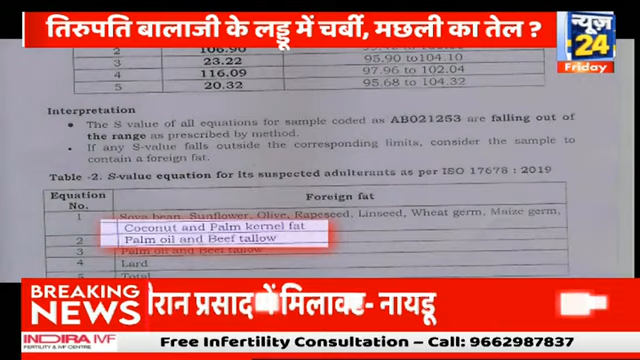 तिरुपति बालाजी के लड्डू में चर्बी, मछली का तेल ?
न्यूज़ 24
Friday
2 106.90
3 23.22 95.90 to 104.10
4 116.09 97.96 to 102.04
5 20.32 95.68 to 104.32
Interpretation
• The S value of all equations for sample coded as AB021253 are falling out of
the range as prescribed by method.
• If any S value falls outside the corresponding limits, consider the sample to
contain a foreign fat.
Table -2. S-value equation for its suspected adulterants as per ISO 17678 : 2019
Equation No. Foreign fat
1 Soya bean, Sunflower, Olive, Rapeseed, Linseed, Wheat germ, Maize germ,
Coconut and Palm kernel fat
2 Palm oil and Beef tallow
3 Palm oil and Beef tallow
4 Lard
5 Total
BREAKING NEWS
प्रसाद में मिलावट- नायडू
INDIRA IVF
FERTILITY & IVF CENTRE
Free Infertility Consultation – Call: 9662987837